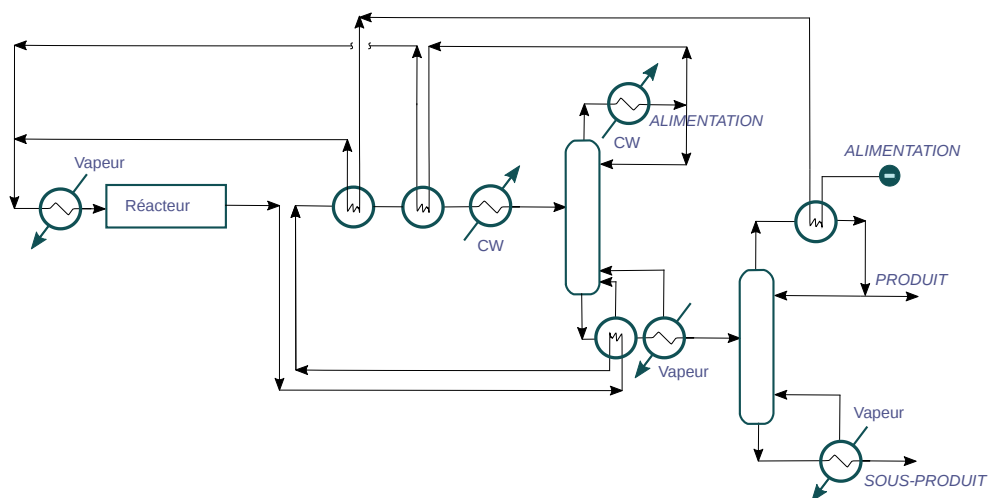 ALIMENTATION
CW
ALIMENTATION
Vapeur
Réacteur
CW
PRODUIT
Vapeur
Vapeur
SOUS-PRODUIT